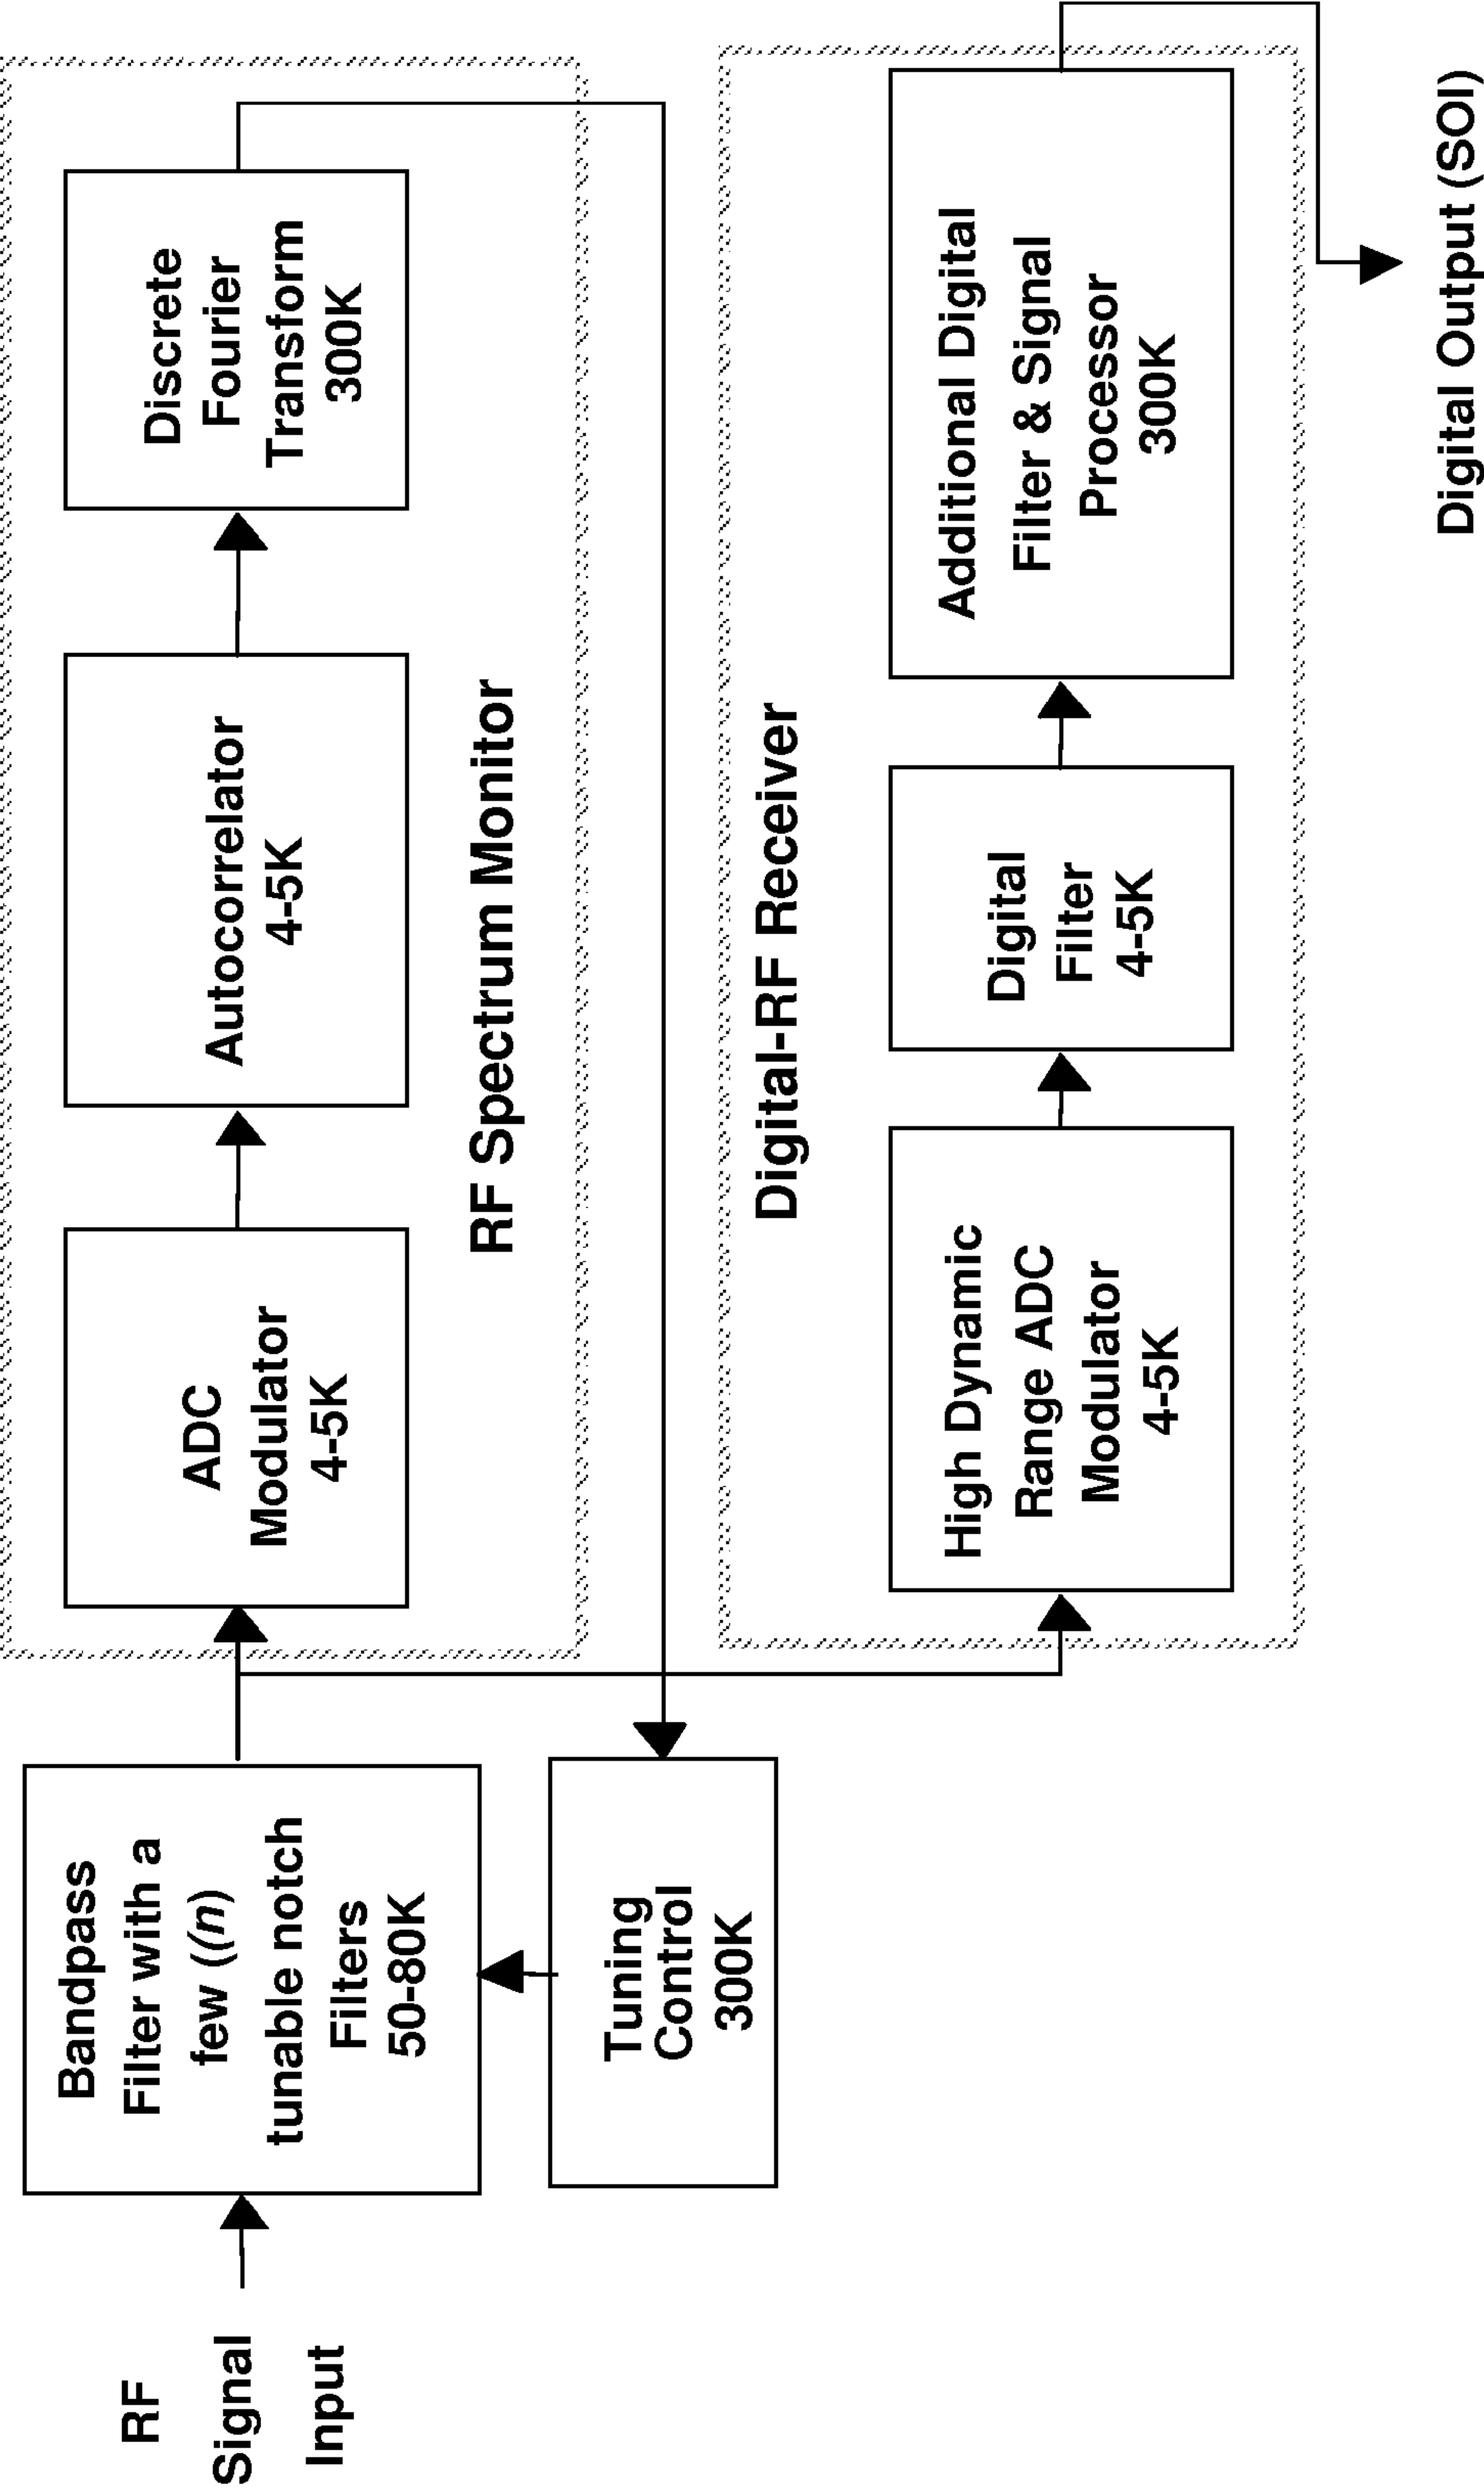 RF
Signal
Input
Bandpass
Filter with a
few ((n)
tunable notch
Filters
50-80K
Tuning
Control
300K
ADC
Modulator
4-5K
Autocorrelator
4-5K
Discrete
Fourier
Transform
300K
RF Spectrum Monitor
Digital-RF Receiver
High Dynamic
Range ADC
Modulator
4-5K
Digital
Filter
4-5K
Additional Digital
Filter & Signal
Processor
300K
Digital Output (SOI)